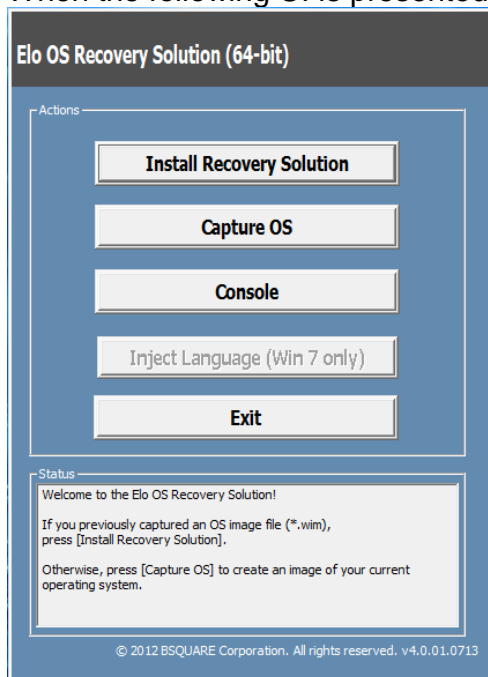 When the following UI is presented
Elo OS Recovery Solution (64-bit)
Actions
Install Recovery Solution
Capture OS
Console
Inject Language (Win 7 only)
Exit
Status
Welcome to the Elo OS Recovery Solution!
If you previously captured an OS image file (*.wim),
press [Install Recovery Solution].
Otherwise, press [Capture OS] to create an image of your current
operating system.
© 2012 BSQUARE Corporation. All rights reserved. v4.0.01.0713